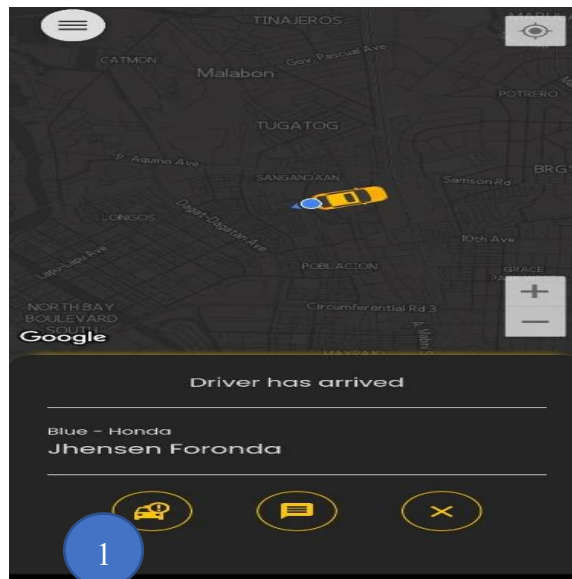 TINAJEROS
CATMON
Gov Pascual Ave
Malabon
POTRERO
TUGATOG
P. Aquino Ave
SANGANDAAN
Samson Rd
BRGY
LONGOS
Dagat-Dagatan Ave
10th Ave
Lapu-Lapu Ave
POBLACION
GRACE
NORTH BAY
BOULEVARD
SOUTH
Circumferential Rd 3
Google
MAYPAJO
Driver has arrived
Blue - Honda
Jhensen Foronda
1